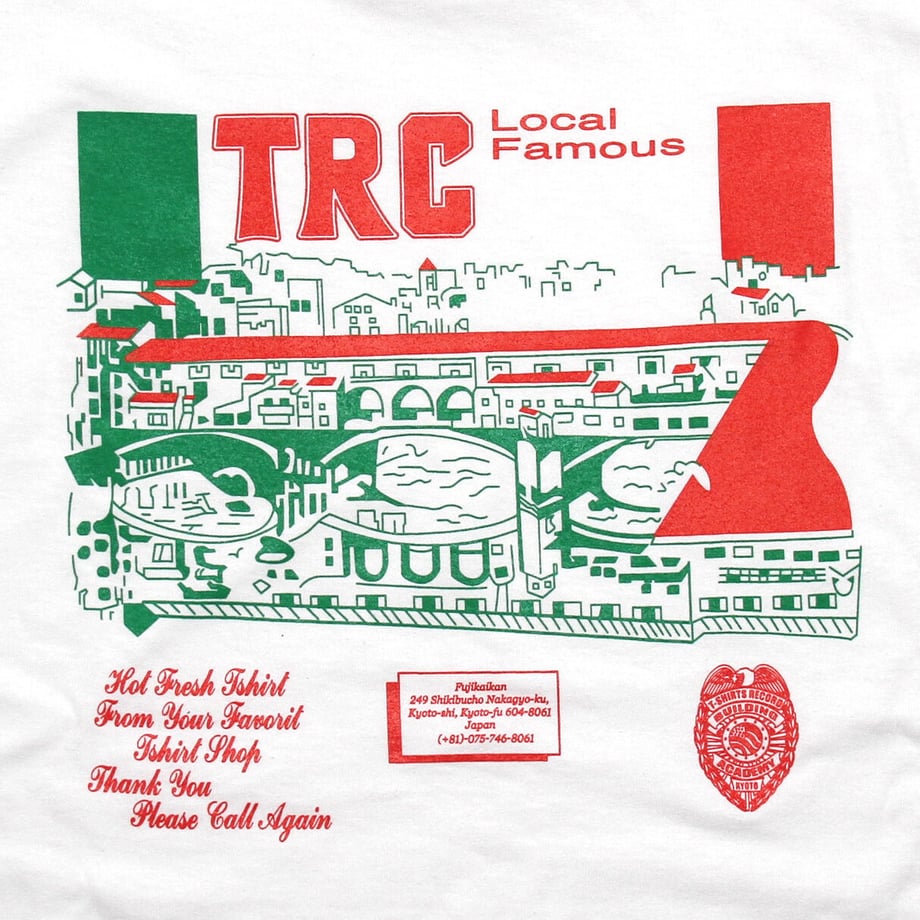 TRC
Local
Famous
Hot Fresh Tshirt
From Your Favorit
Tshirt Shop
Thank You
Please Call Again
Fujikaikan
249 Shikibucho Nakagyo-ku,
Kyoto-shi, Kyoto-fu 604-8061
Japan
(+81)-075-746-8061
T-SHIRTS RECORD
BUILDING
ACADEMY
KYOTO